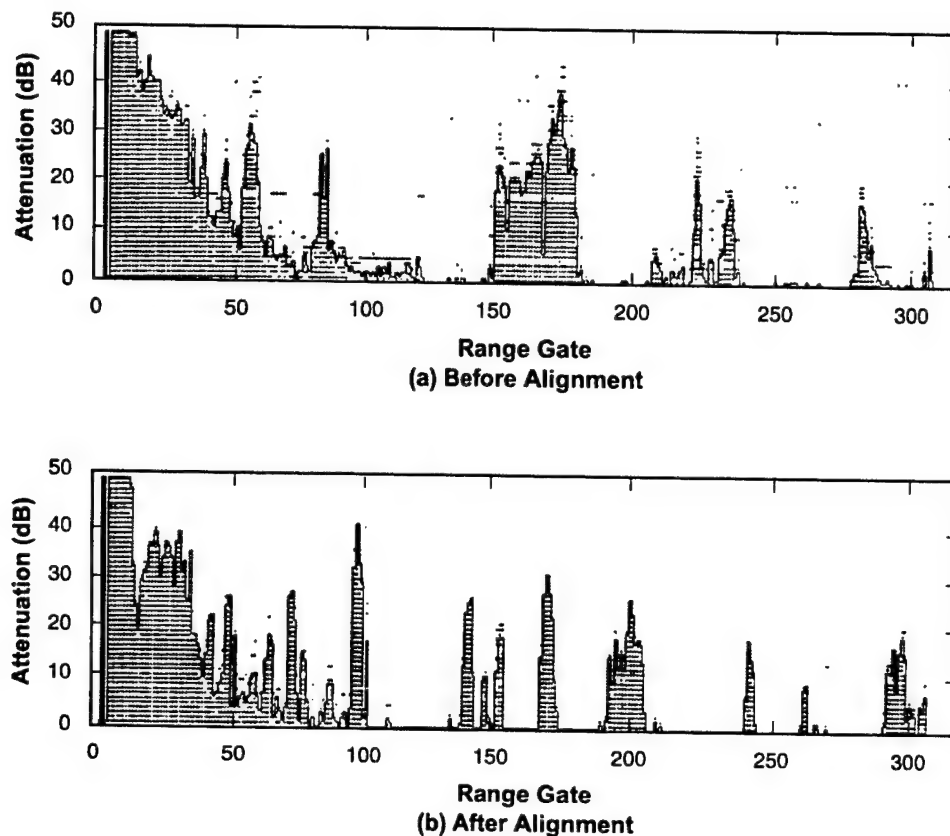 Attenuation (dB)
50
40
30
20
10
0
0 50 100 150 200 250 300
Range Gate
(a) Before Alignment
Attenuation (dB)
50
40
30
20
10
0
0 50 100 150 200 250 300
Range Gate
(b) After Alignment